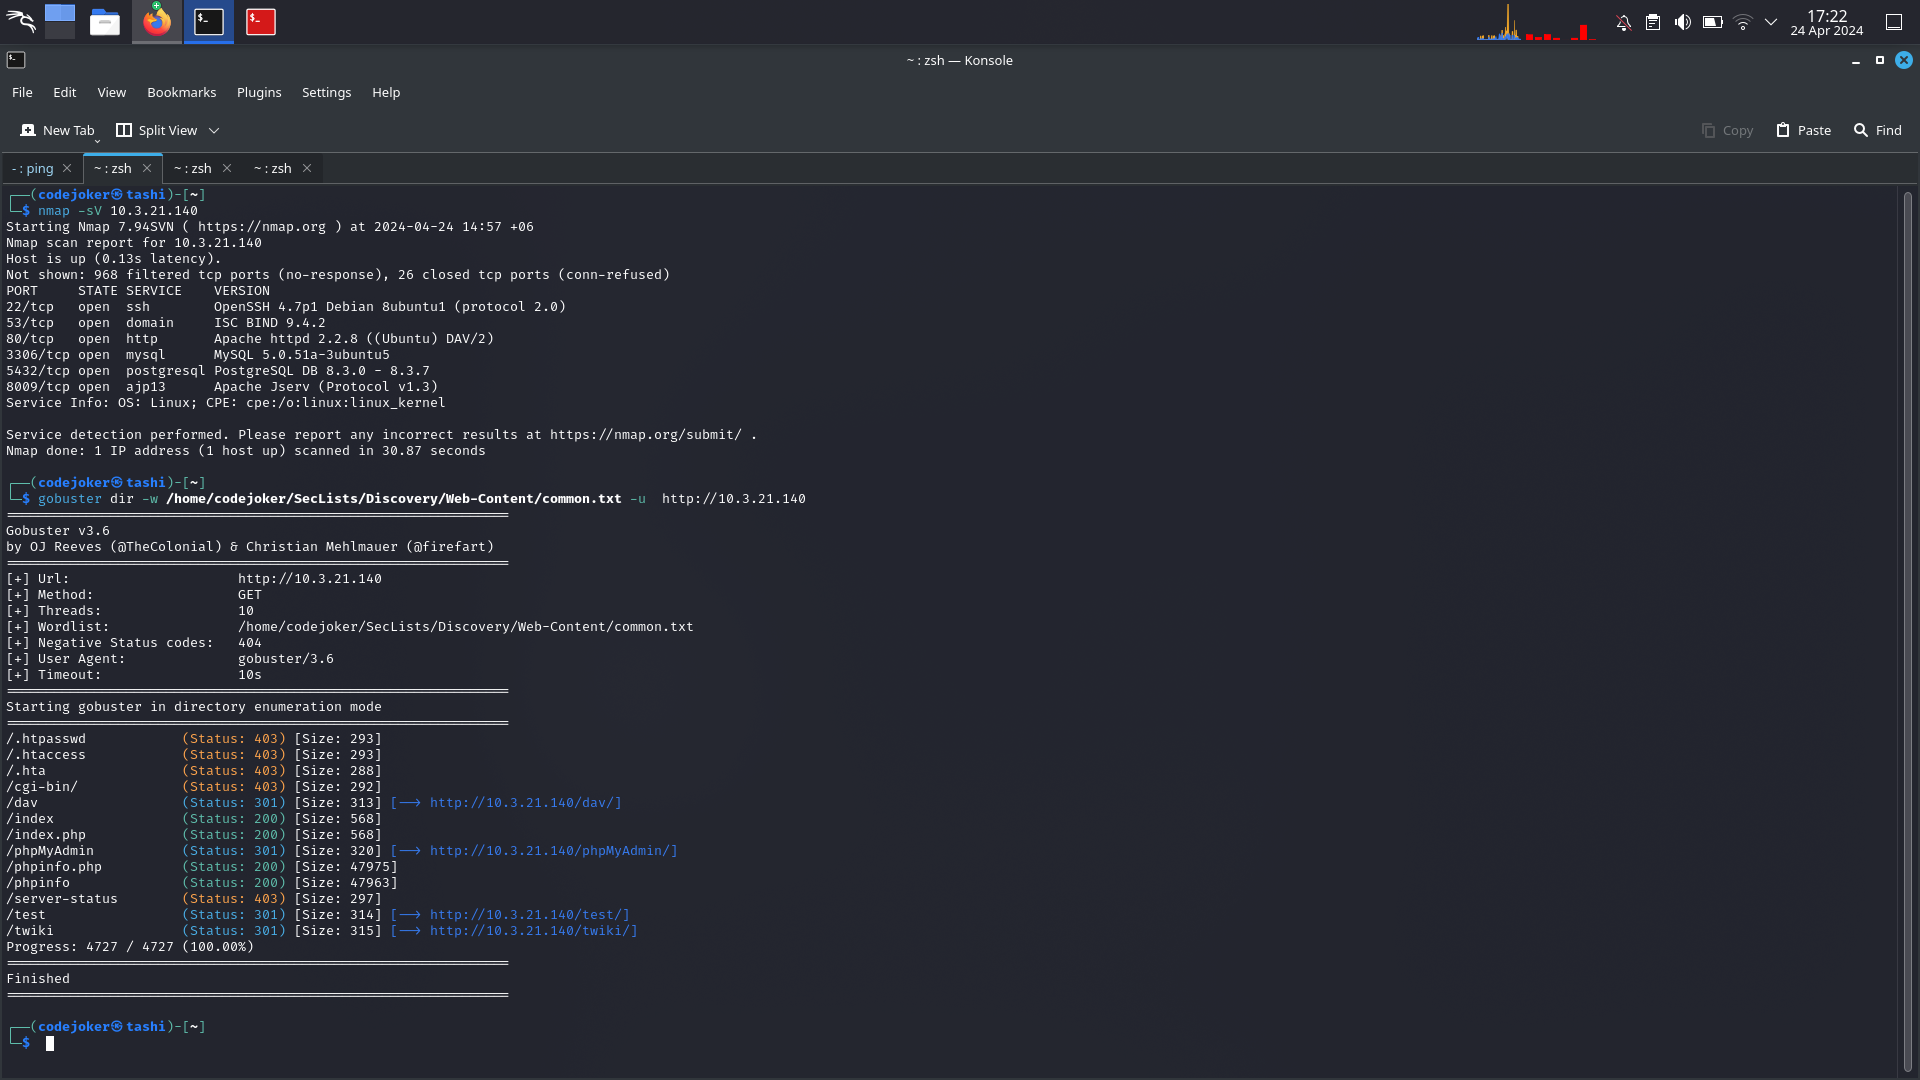 17:22
24 Apr 2024
~ : zsh — Konsole
File Edit View Bookmarks Plugins Settings Help
New Tab Split View Copy Paste Find
- : ping ~ : zsh ~ : zsh ~ : zsh
┌──(codejoker㉿tashi)-[~]
└─$ nmap -sV 10.3.21.140
Starting Nmap 7.94SVN ( https://nmap.org ) at 2024-04-24 14:57 +06
Nmap scan report for 10.3.21.140
Host is up (0.13s latency).
Not shown: 968 filtered tcp ports (no-response), 26 closed tcp ports (conn-refused)
PORT     STATE SERVICE    VERSION
22/tcp   open  ssh        OpenSSH 4.7p1 Debian 8ubuntu1 (protocol 2.0)
53/tcp   open  domain     ISC BIND 9.4.2
80/tcp   open  http       Apache httpd 2.2.8 ((Ubuntu) DAV/2)
3306/tcp open  mysql      MySQL 5.0.51a-3ubuntu5
5432/tcp open  postgresql PostgreSQL DB 8.3.0 - 8.3.7
8009/tcp open  ajp13      Apache Jserv (Protocol v1.3)
Service Info: OS: Linux; CPE: cpe:/o:linux:linux_kernel
Service detection performed. Please report any incorrect results at https://nmap.org/submit/ .
Nmap done: 1 IP address (1 host up) scanned in 30.87 seconds
┌──(codejoker㉿tashi)-[~]
└─$ gobuster dir -w /home/codejoker/SecLists/Discovery/Web-Content/common.txt -u  http://10.3.21.140
===============================================================
Gobuster v3.6
by OJ Reeves (@TheColonial) & Christian Mehlmauer (@firefart)
===============================================================
[+] Url:                     http://10.3.21.140
[+] Method:                  GET
[+] Threads:                 10
[+] Wordlist:                /home/codejoker/SecLists/Discovery/Web-Content/common.txt
[+] Negative Status codes:   404
[+] User Agent:              gobuster/3.6
[+] Timeout:                 10s
===============================================================
Starting gobuster in directory enumeration mode
===============================================================
/.htpasswd            (Status: 403) [Size: 293]
/.htaccess            (Status: 403) [Size: 293]
/.hta                 (Status: 403) [Size: 288]
/cgi-bin/             (Status: 403) [Size: 292]
/dav                  (Status: 301) [Size: 313] [--> http://10.3.21.140/dav/]
/index                (Status: 200) [Size: 568]
/index.php            (Status: 200) [Size: 568]
/phpMyAdmin           (Status: 301) [Size: 320] [--> http://10.3.21.140/phpMyAdmin/]
/phpinfo.php          (Status: 200) [Size: 47975]
/phpinfo              (Status: 200) [Size: 47963]
/server-status        (Status: 403) [Size: 297]
/test                 (Status: 301) [Size: 314] [--> http://10.3.21.140/test/]
/twiki                (Status: 301) [Size: 315] [--> http://10.3.21.140/twiki/]
Progress: 4727 / 4727 (100.00%)
===============================================================
Finished
===============================================================
┌──(codejoker㉿tashi)-[~]
└─$